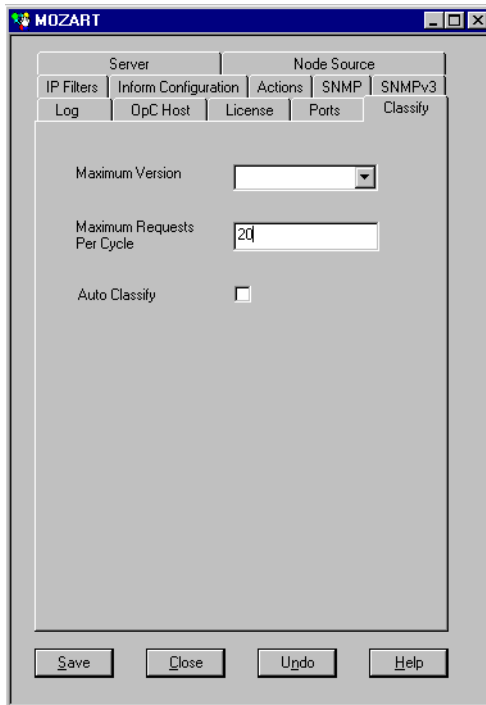 MOZART
Server Node Source
IP Filters Inform Configuration Actions SNMP SNMPv3
Log OpC Host License Ports Classify
Maximum Version
Maximum Requests
Per Cycle
20
Auto Classify
Save Close Undo Help